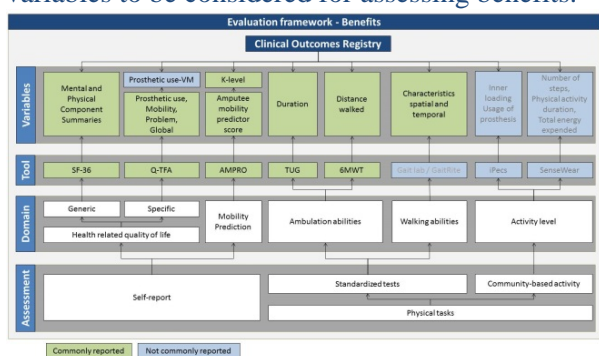 variables to be considered for assessing benefits.
Evaluation framework - Benefits
Clinical Outcomes Registry
Variables
Mental and
Physical
Component
Summaries
Prosthetic use-VM
Prosthetic use,
Mobility,
Problem,
Global
K-level
Amputee
mobility
predictor
score
Duration
Distance
walked
Characteristics
spatial and
temporal
Inner
loading
Usage of
prosthesis
Number of
steps,
Physical activity
duration,
Total energy
expended
Tool
SF-36
Q-TFA
AMPRO
TUG
6MWT
Gait lab / GaitRite
iPecs
SenseWear
Domain
Generic
Specific
Health related quality of life
Mobility
Prediction
Ambulation abilities
Walking abilities
Activity level
Assessment
Self-report
Standardized tests
Community-based activity
Physical tasks
Commonly reported
Not commonly reported